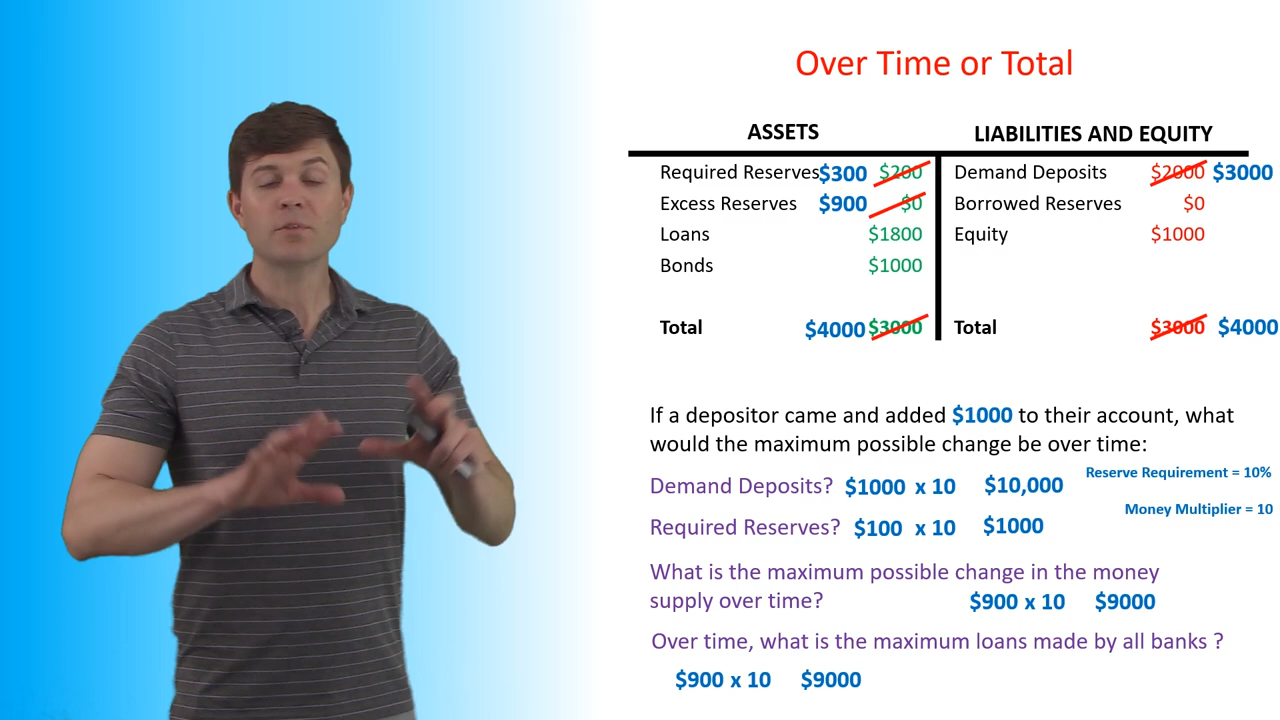 Over Time or Total
ASSETS
LIABILITIES AND EQUITY
Required Reserves $300 $200
Demand Deposits $2000 $3000
Excess Reserves $900 $0
Borrowed Reserves $0
Loans $1800
Equity $1000
Bonds $1000
Total $4000 $3000
Total $3000 $4000
If a depositor came and added $1000 to their account, what
would the maximum possible change be over time:
Reserve Requirement = 10%
Demand Deposits? $1000 x 10 $10,000
Money Multiplier = 10
Required Reserves? $100 x 10 $1000
What is the maximum possible change in the money
supply over time? $900 x 10 $9000
Over time, what is the maximum loans made by all banks ?
$900 x 10 $9000